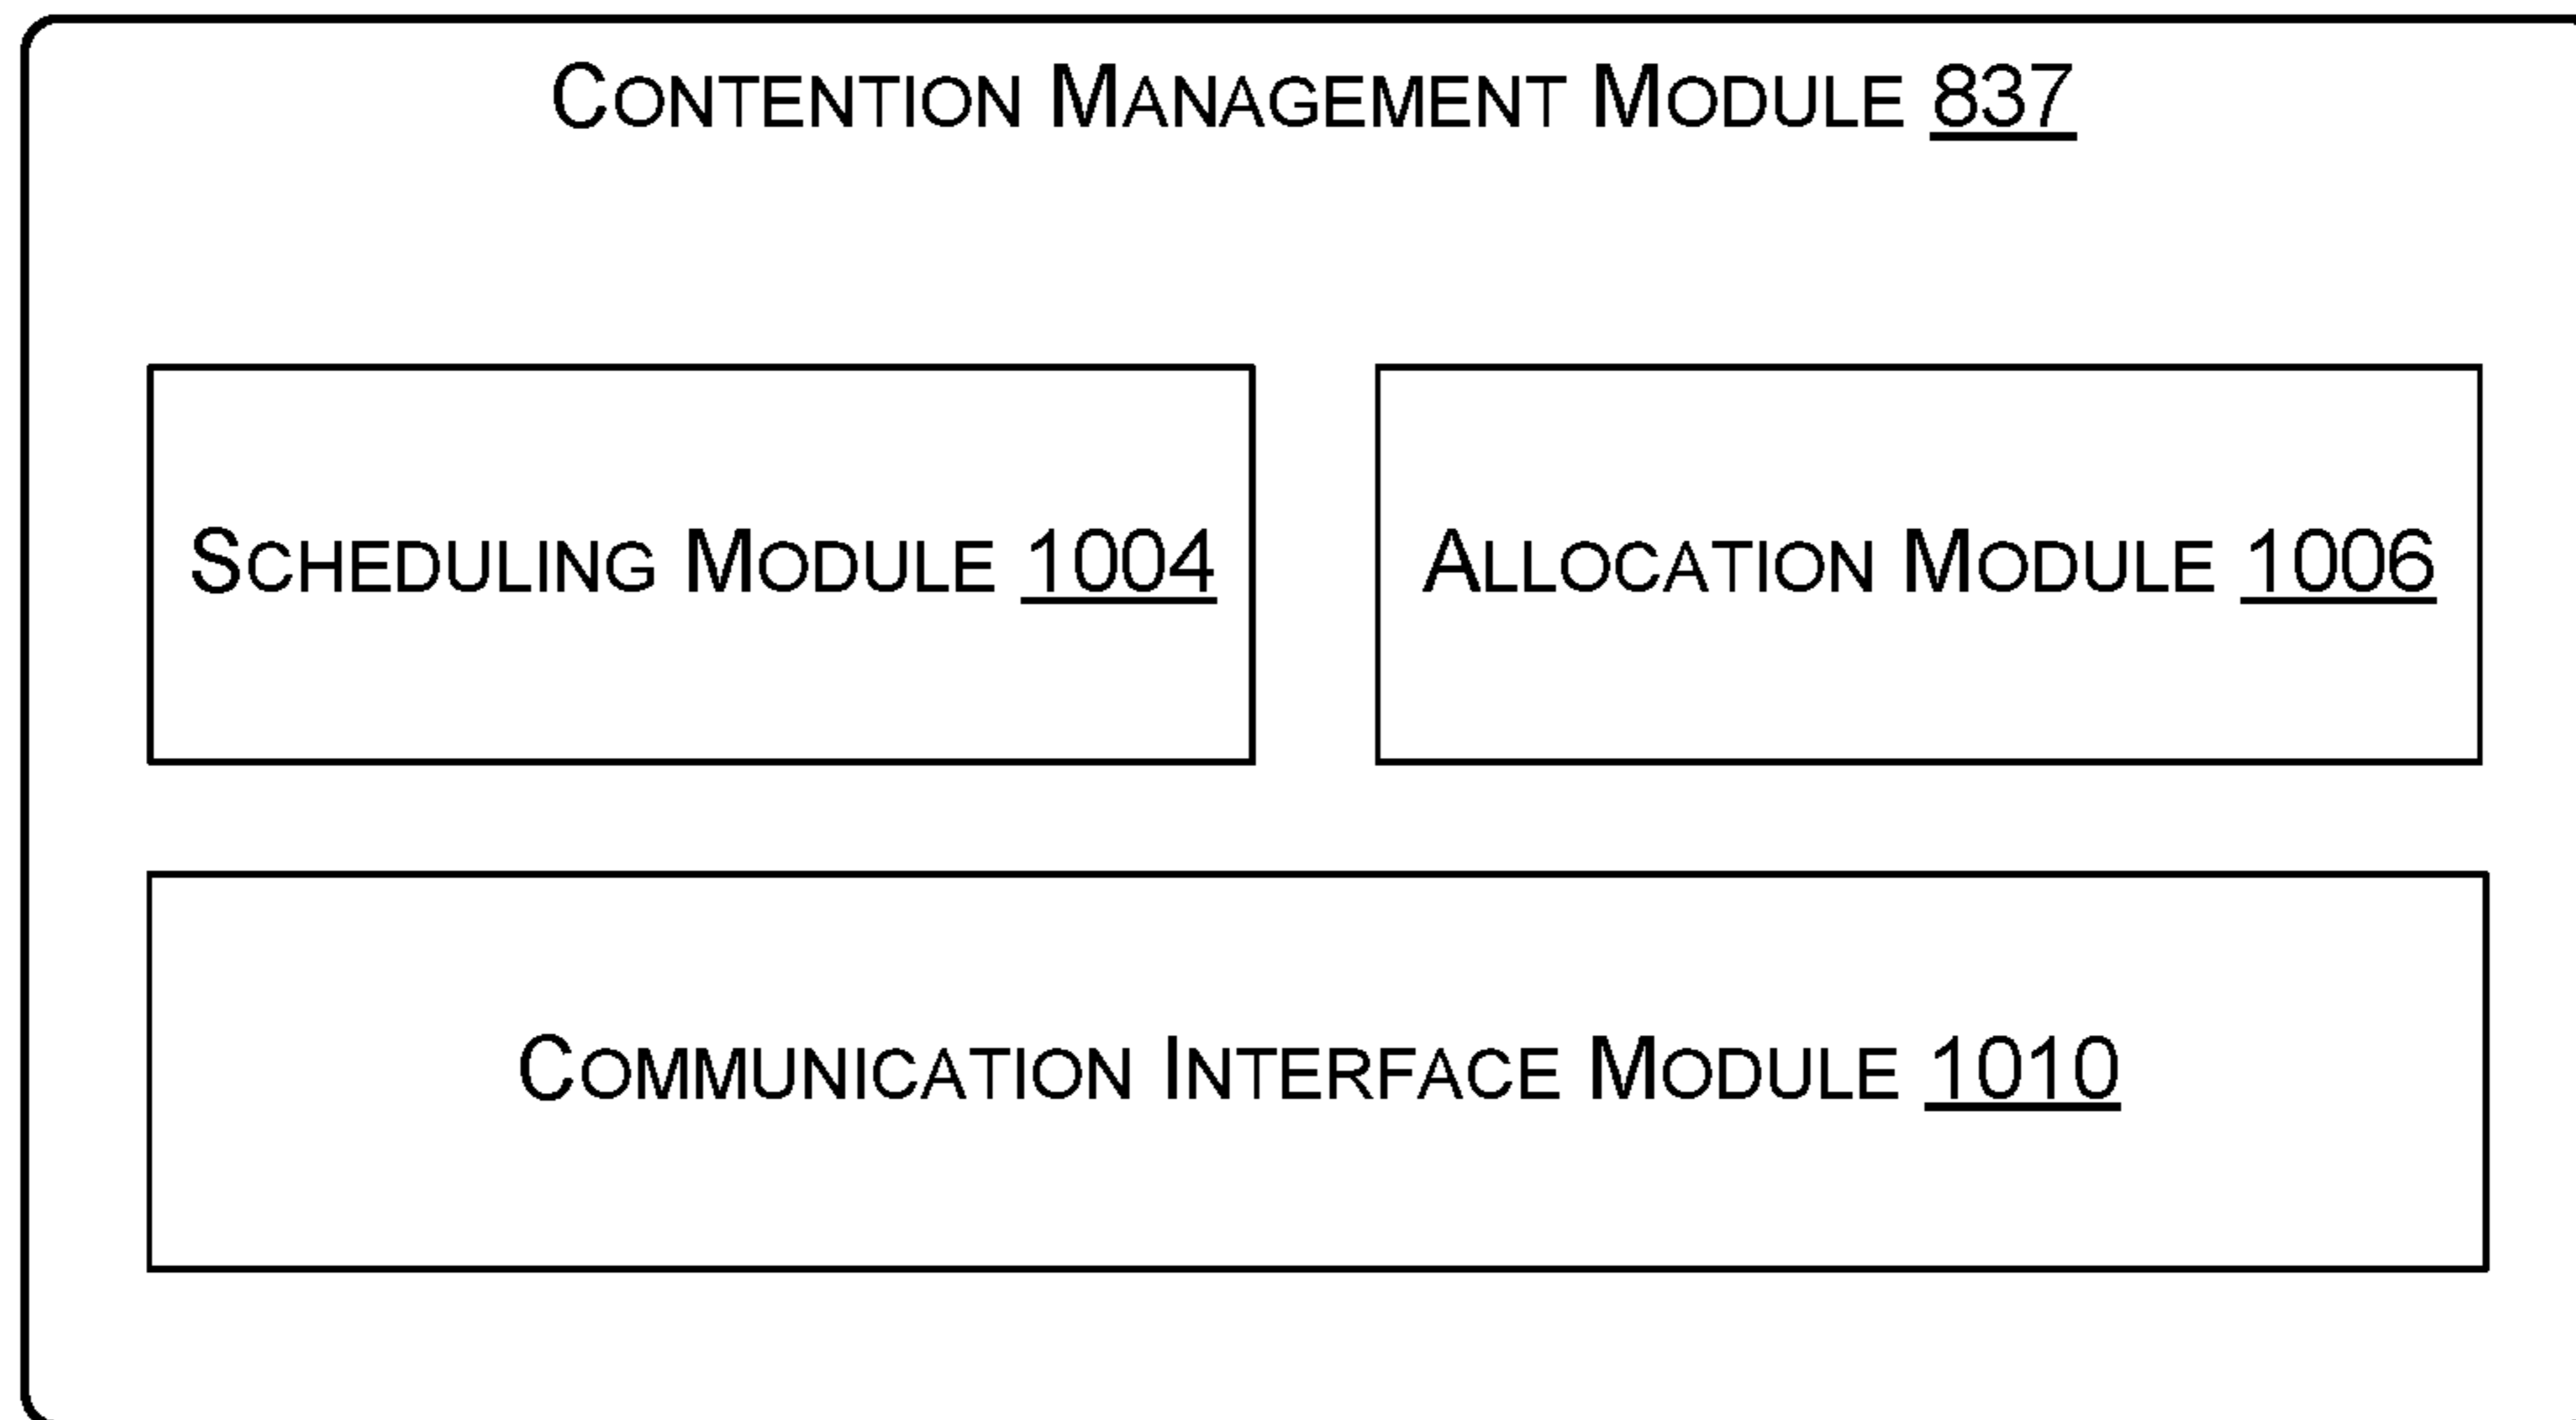 CONTENTION MANAGEMENT MODULE 837
SCHEDULING MODULE 1004
ALLOCATION MODULE 1006
COMMUNICATION INTERFACE MODULE 1010